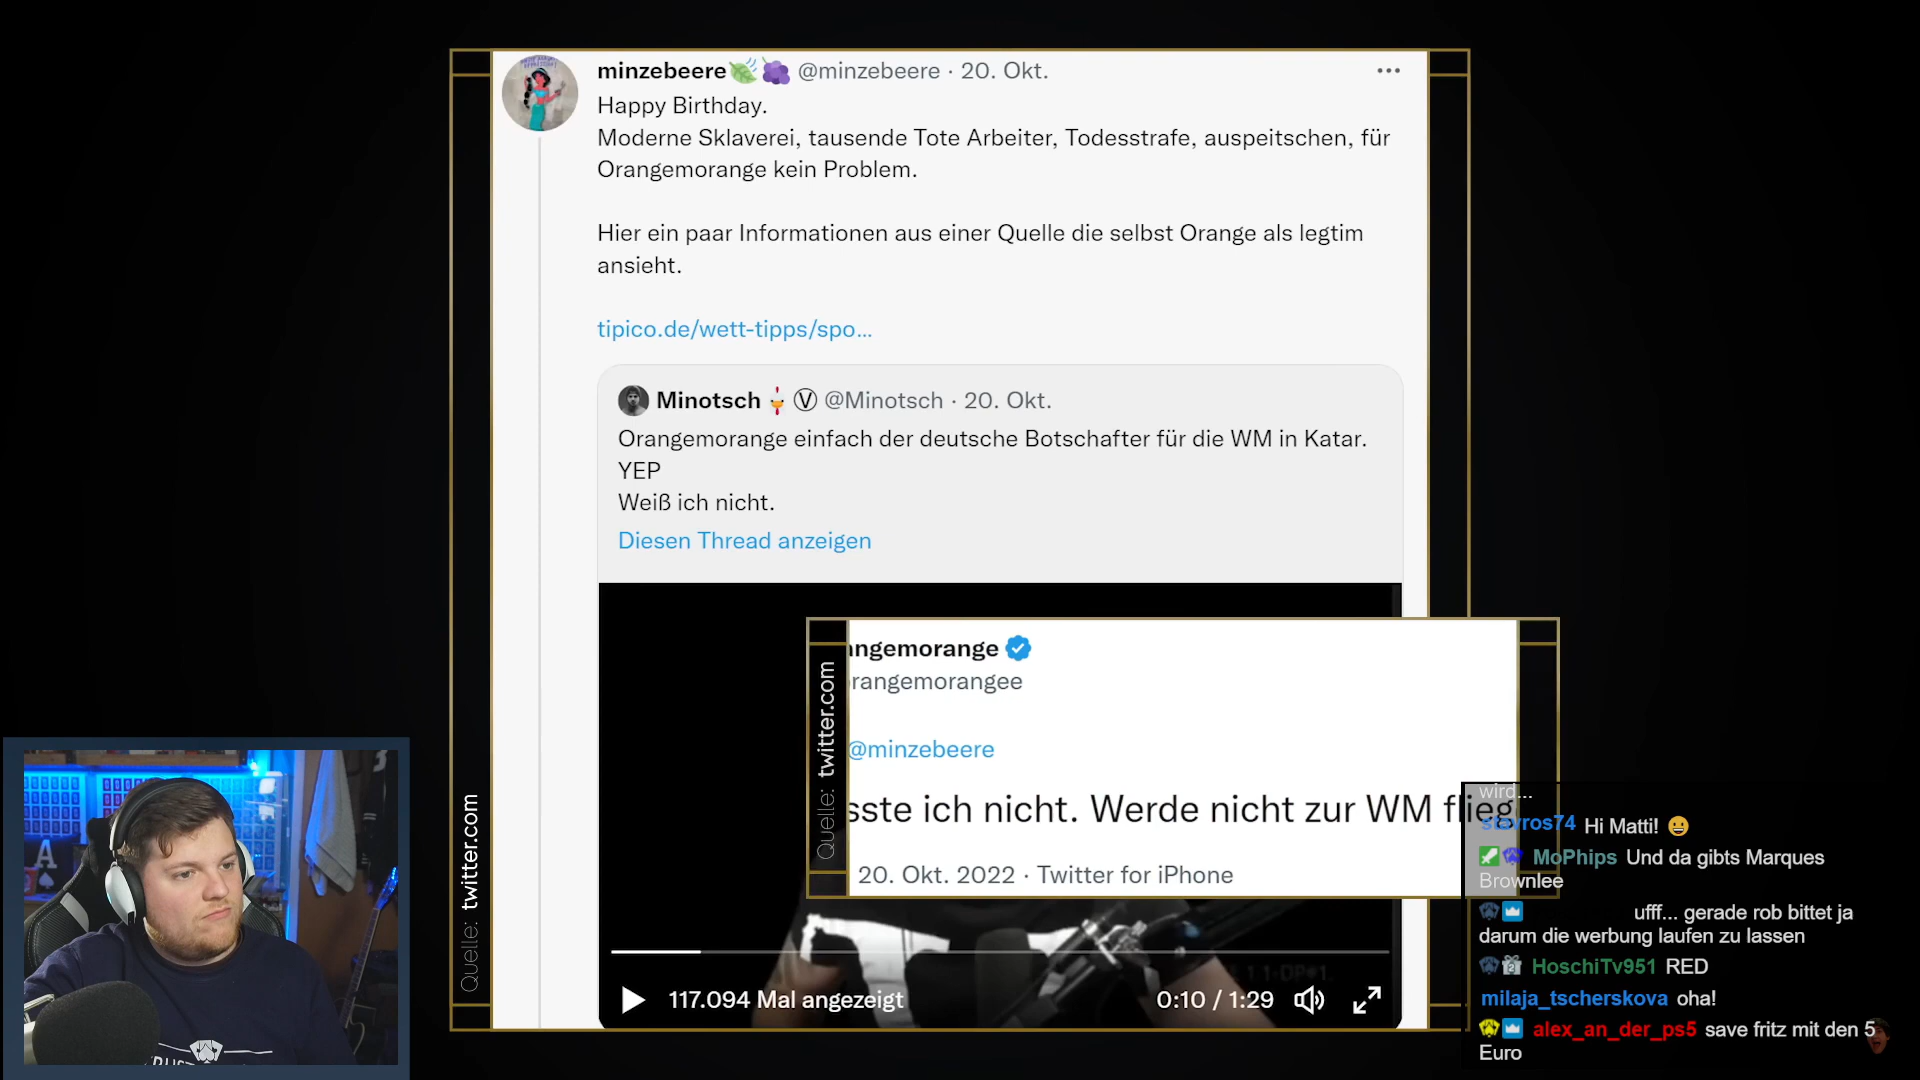 minzebeere @minzebeere · 20. Okt.
Happy Birthday.
Moderne Sklaverei, tausende Tote Arbeiter, Todesstrafe, auspeitschen, für
Orangemorange kein Problem.
Hier ein paar Informationen aus einer Quelle die selbst Orange als legtim
ansieht.
tipico.de/wett-tipps/spo...
Minotsch Ⓥ @Minotsch · 20. Okt.
Orangemorange einfach der deutsche Botschafter für die WM in Katar.
YEP
Weiß ich nicht.
Diesen Thread anzeigen
ngemorange
rangemorangee
@minzebeere
sste ich nicht. Werde nicht zur WM flieg
20. Okt. 2022 · Twitter for iPhone
Quelle: twitter.com
117.094 Mal angezeigt
0:10 / 1:29
Quelle: twitter.com
wird...
stavros74 Hi Matti!
MoPhips Und da gibts Marques
Brownlee
ufff... gerade rob bittet ja
darum die werbung laufen zu lassen
HoschiTv951 RED
milaja_tscherskova oha!
alex_an_der_ps5 save fritz mit den 5
Euro
A